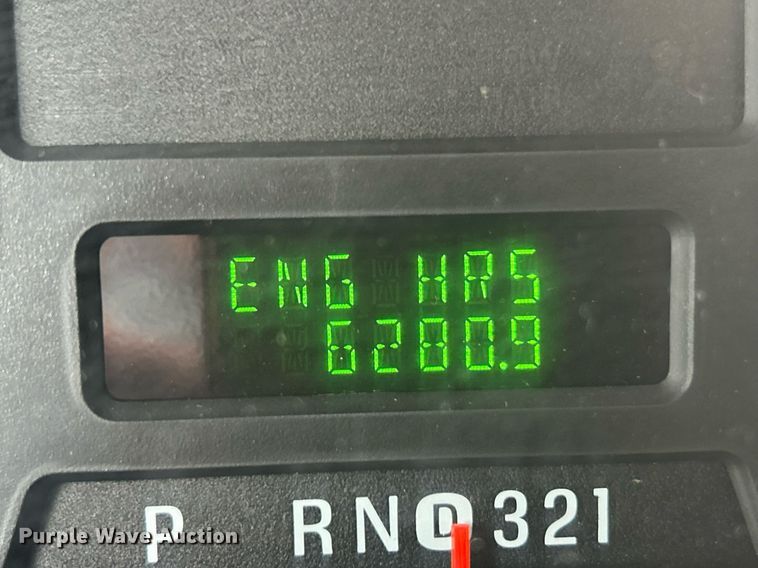 ENG HRS
6280.9
P RND321
Purple Wave Auction